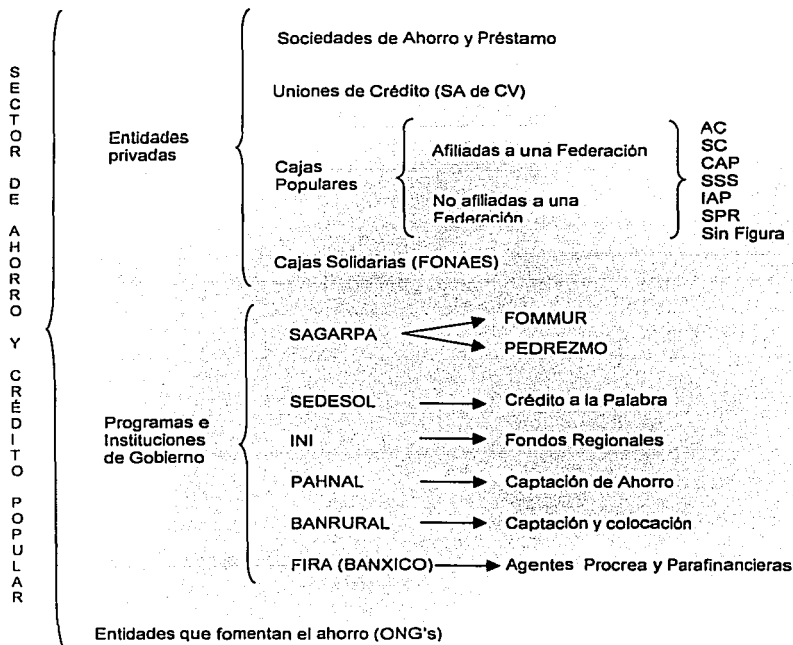 SECTOR DE AHORRO Y CRÉDITO POPULAR
Entidades
privadas
Sociedades de Ahorro y Préstamo
Uniones de Crédito (SA de CV)
Cajas
Populares
Afiliadas a una Federación
No afiliadas a una
Federación
AC
SC
CAP
SSS
IAP
SPR
Sin Figura
Cajas Solidarias (FONAES)
Programas e
Instituciones
de Gobierno
SAGARPA
FOMMUR
PEDREZMO
SEDESOL
Crédito a la Palabra
INI
Fondos Regionales
PAHNAL
Captación de Ahorro
BANRURAL
Captación y colocación
FIRA (BANXICO)
Agentes Procrea y Parafinancieras
Entidades que fomentan el ahorro (ONG's)